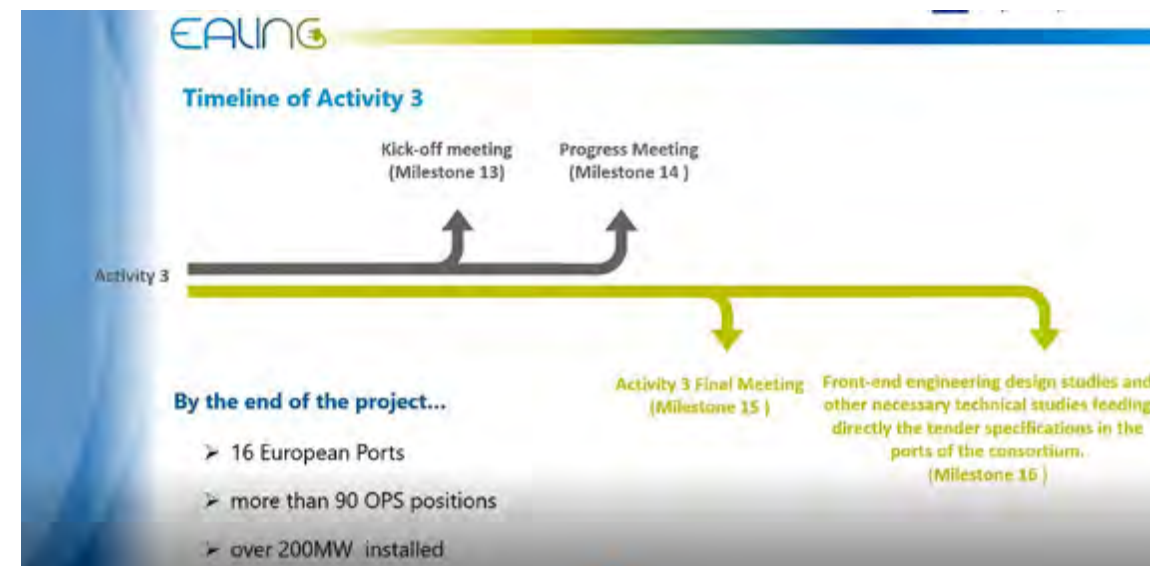 EALING
Timeline of Activity 3
Kick-off meeting
(Milestone 13)
Progress Meeting
(Milestone 14 )
Activity 3
Activity 3 Final Meeting
(Milestone 15 )
Front-end engineering design studies and
other necessary technical studies feeding
directly the tender specifications in the
ports of the consortium.
(Milestone 16 )
By the end of the project...
➢ 16 European Ports
➢ more than 90 OPS positions
➢ over 200MW installed